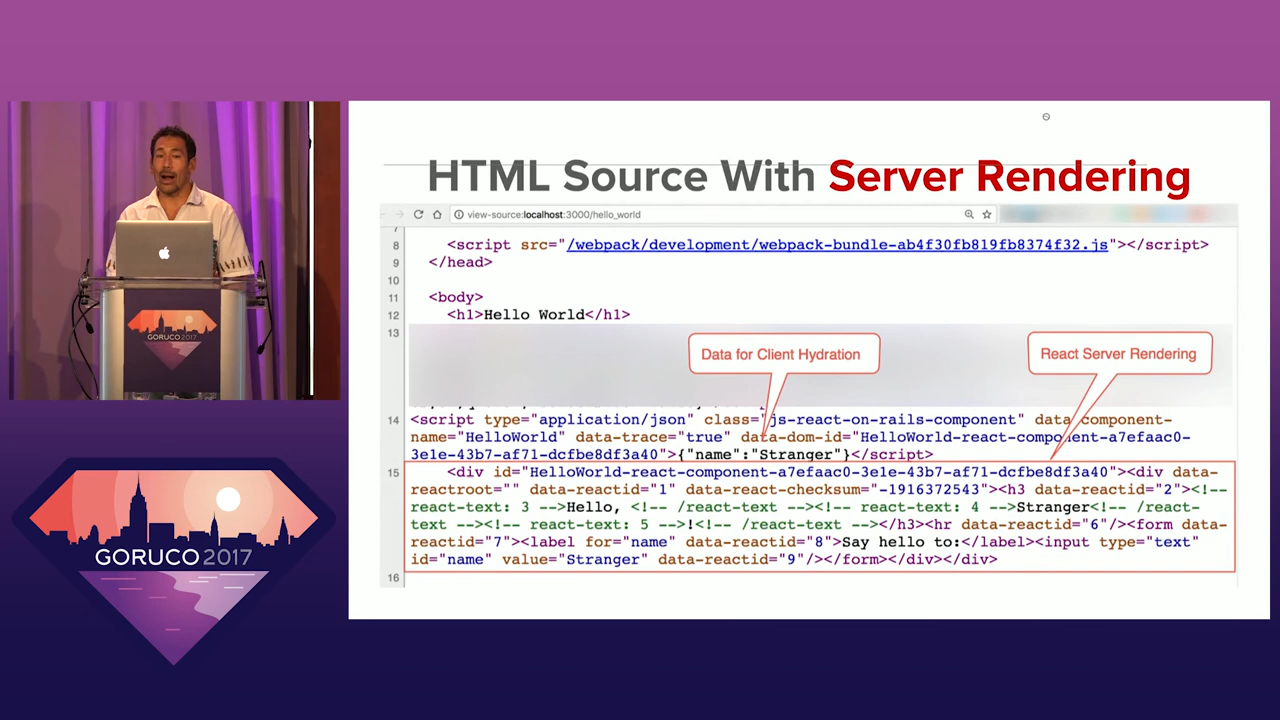 HTML Source With Server Rendering
view-source:localhost:3000/hello_world
7
8 <script src="/webpack/development/webpack-bundle-ab4f30fb819fb8374f32.js"></script>
9 </head>
10
11 <body>
12 <h1>Hello World</h1>
13
Data for Client Hydration
React Server Rendering
14 <script type="application/json" class="js-react-on-rails-component" data-component-
name="HelloWorld" data-trace="true" data-dom-id="HelloWorld-react-component-a7efaac0-
3e1e-43b7-af71-dcfbe8df3a40">{"name":"Stranger"}</script>
15 <div id="HelloWorld-react-component-a7efaac0-3e1e-43b7-af71-dcfbe8df3a40"><div data-
reactroot="" data-reactid="1" data-react-checksum="-1916372543"><h3 data-reactid="2"><!--
react-text: 3 -->Hello, <!-- /react-text --><!-- react-text: 4 -->Stranger<!-- /react-
text --><!-- react-text: 5 -->!<!-- /react-text --></h3><hr data-reactid="6"/><form data-
reactid="7"><label for="name" data-reactid="8">Say hello to:</label><input type="text"
id="name" value="Stranger" data-reactid="9"/></form></div></div>
16
GORUCO 2017
GORUCO 2017